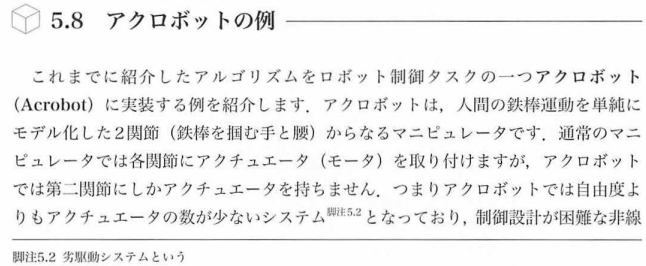 5.8 アクロボットの例
これまでに紹介したアルゴリズムをロボット制御タスクの一つアクロボット
(Acrobot) に実装する例を紹介します．アクロボットは，人間の鉄棒運動を単純に
モデル化した2関節（鉄棒を掴む手と腰）からなるマニピュレータです．通常のマニ
ピュレータでは各関節にアクチュエータ（モータ）を取り付けますが，アクロボット
では第二関節にしかアクチュエータを持ちません．つまりアクロボットでは自由度よ
りもアクチュエータの数が少ないシステム脚注5.2となっており，制御設計が困難な非線
脚注5.2 劣駆動システムという